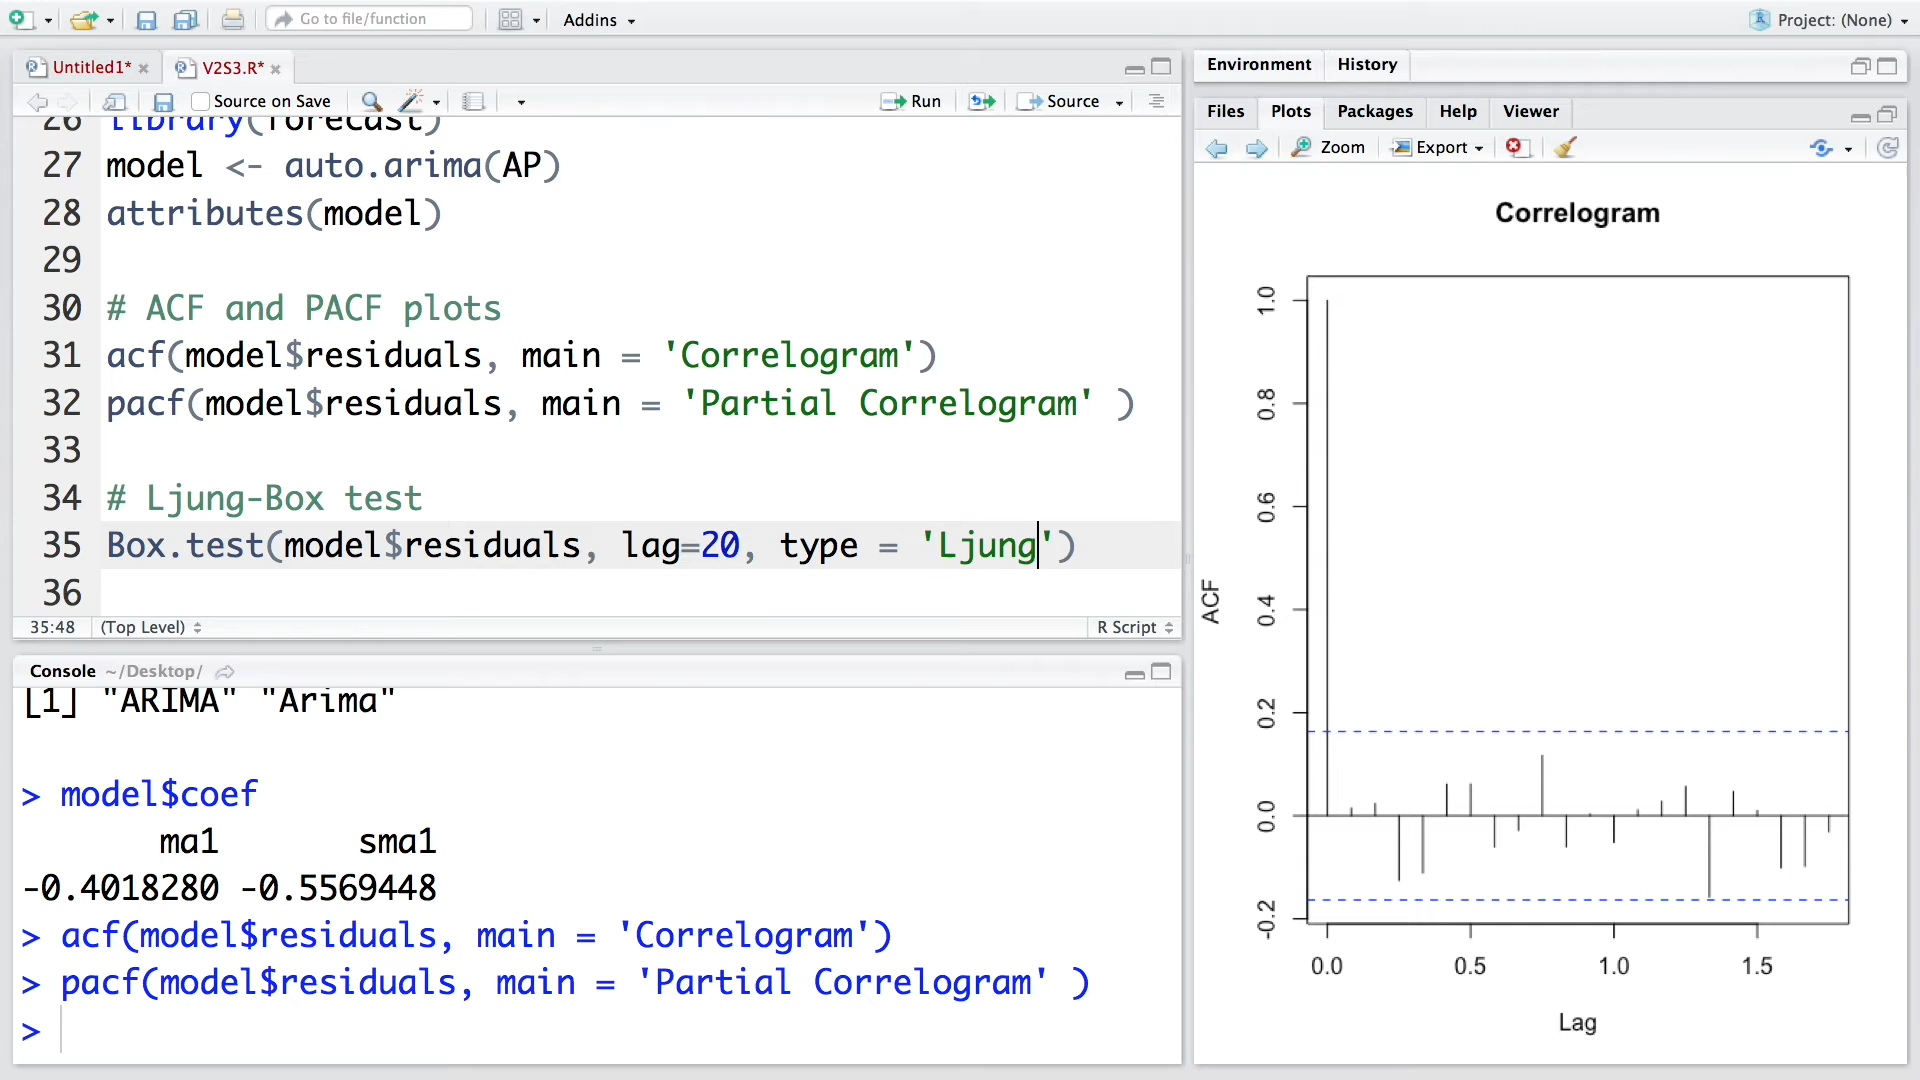 Go to file/function
Addins
Project: (None)
Untitled1*
V2S3.R*
Source on Save
Run
Source
26 library(forecast)
27 model <- auto.arima(AP)
28 attributes(model)
29
30 # ACF and PACF plots
31 acf(model$residuals, main = 'Correlogram')
32 pacf(model$residuals, main = 'Partial Correlogram' )
33
34 # Ljung-Box test
35 Box.test(model$residuals, lag=20, type = 'Ljung')
36
35:48 (Top Level) R Script
Console ~/Desktop/
[1] "ARIMA" "Arima"
> model$coef
ma1 sma1
-0.4018280 -0.5569448
> acf(model$residuals, main = 'Correlogram')
> pacf(model$residuals, main = 'Partial Correlogram' )
>
Environment History
Files Plots Packages Help Viewer
Zoom Export
Correlogram
1.0
0.8
0.6
0.4
0.2
0.0
-0.2
ACF
0.0 0.5 1.0 1.5
Lag